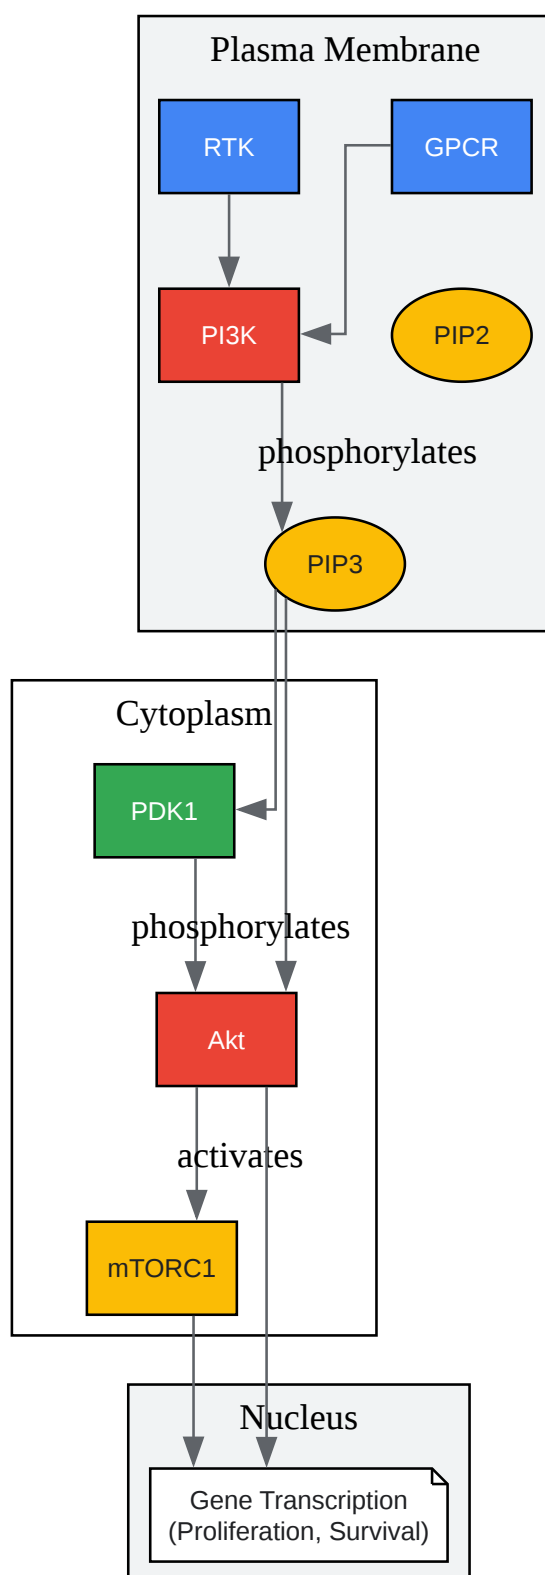 Plasma Membrane
RTK
GPCR
PI3K
PIP2
phosphorylates
PIP3
Cytoplasm
PDK1
phosphorylates
Akt
activates
mTORC1
Nucleus
Gene Transcription
(Proliferation, Survival)